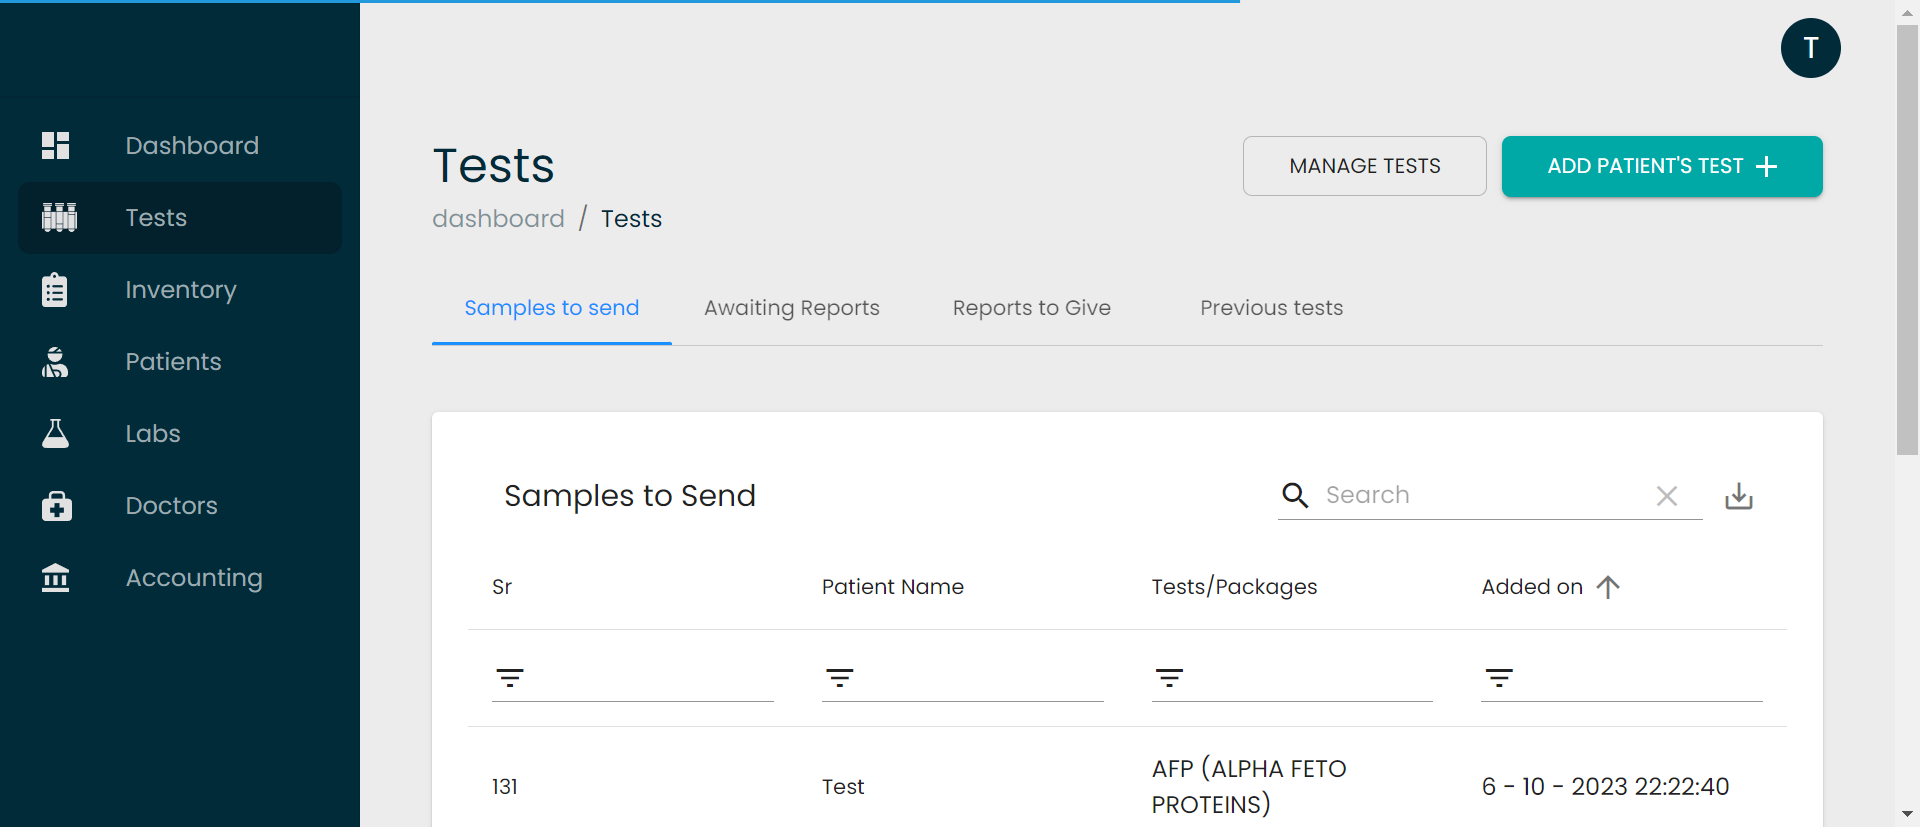 T
Dashboard
Tests
Inventory
Patients
Labs
Doctors
Accounting
Tests
dashboard / Tests
MANAGE TESTS
ADD PATIENT'S TEST +
Samples to send
Awaiting Reports
Reports to Give
Previous tests
Samples to Send
Search
Sr
Patient Name
Tests/Packages
Added on
131
Test
AFP (ALPHA FETO
PROTEINS)
6 - 10 - 2023 22:22:40